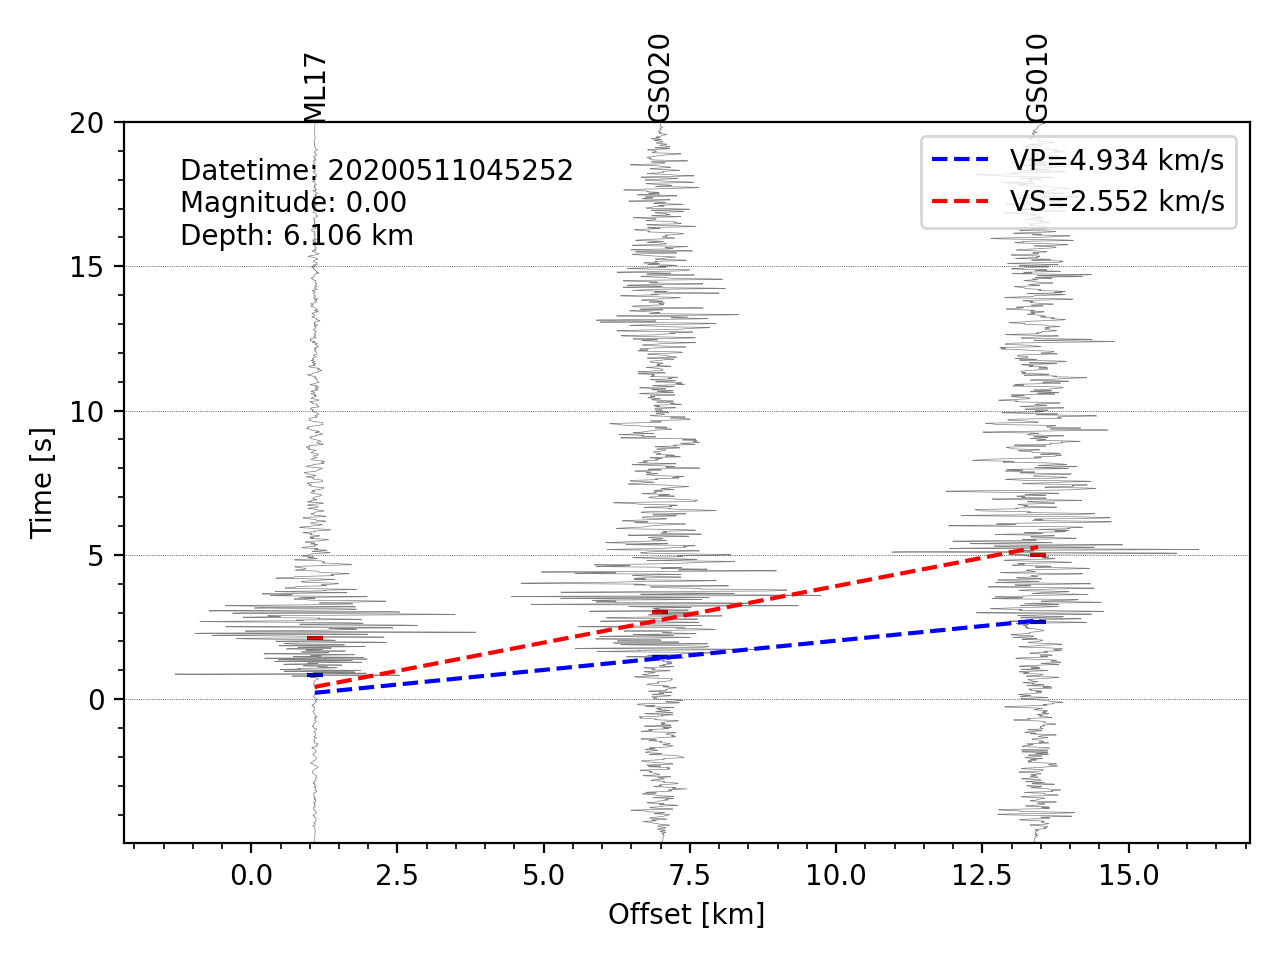 ML17
GS020
GS010
Datetime: 20200511045252
Magnitude: 0.00
Depth: 6.106 km
VP=4.934 km/s
VS=2.552 km/s
20
15
10
5
0
Time [s]
0.0 2.5 5.0 7.5 10.0 12.5 15.0
Offset [km]